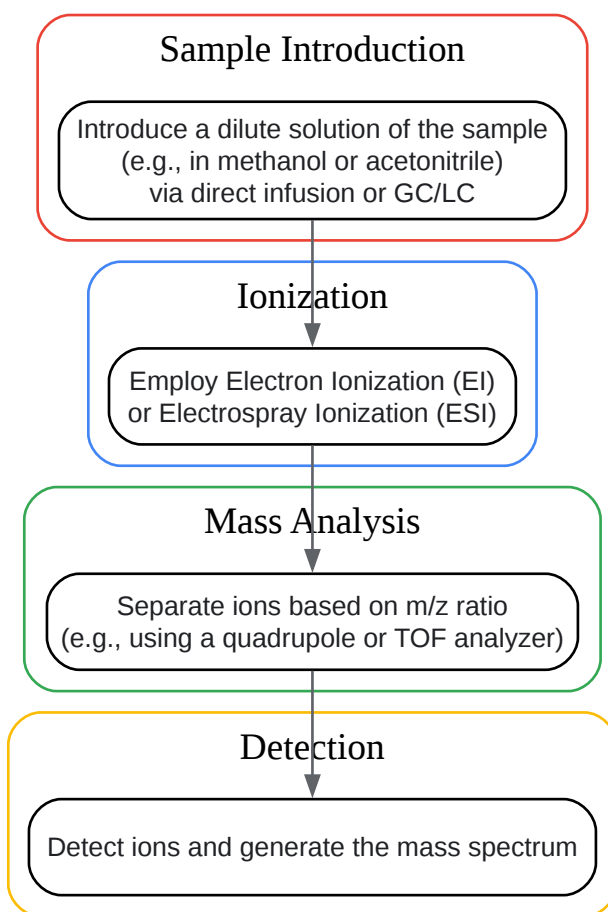 Sample Introduction
Introduce a dilute solution of the sample
(e.g., in methanol or acetonitrile)
via direct infusion or GC/LC
Ionization
Employ Electron Ionization (EI)
or Electrospray Ionization (ESI)
Mass Analysis
Separate ions based on m/z ratio
(e.g., using a quadrupole or TOF analyzer)
Detection
Detect ions and generate the mass spectrum